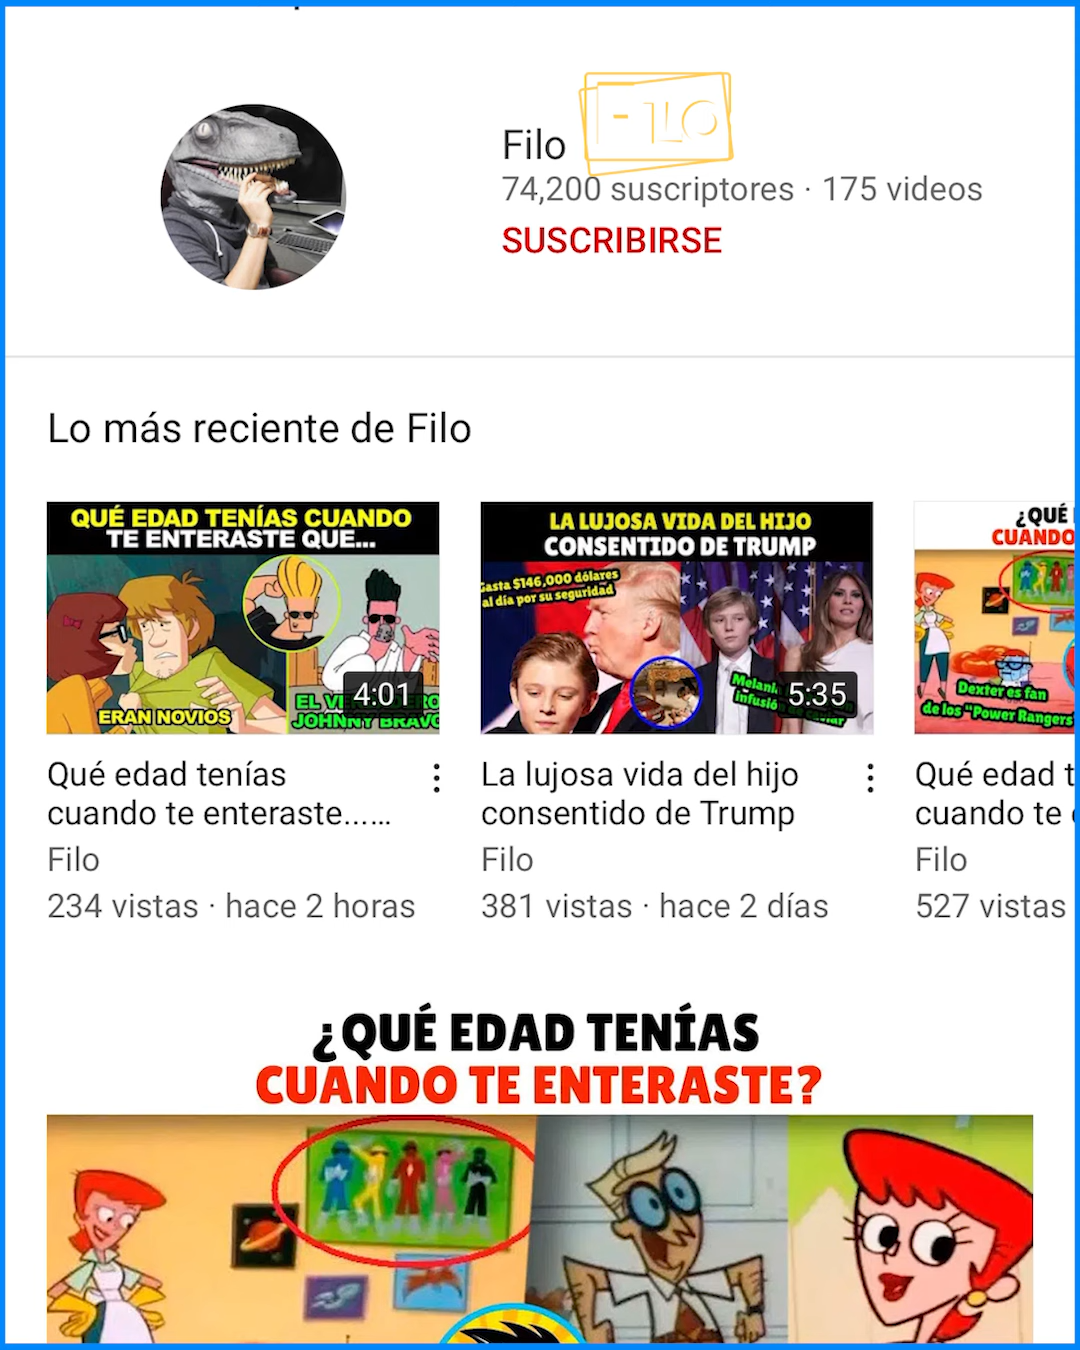 FILO
Filo
74,200 suscriptores · 175 videos
SUSCRIBIRSE
Lo más reciente de Filo
QUÉ EDAD TENÍAS CUANDO
TE ENTERASTE QUE...
ERAN NOVIOS
JOHNNY BRAVO
4:01
Qué edad tenías
cuando te enteraste......
Filo
234 vistas · hace 2 horas
LA LUJOSA VIDA DEL HIJO
CONSENTIDO DE TRUMP
Gasta $146,000 dólares
al día por su seguridad
infusió
5:35
La lujosa vida del hijo
consentido de Trump
Filo
381 vistas · hace 2 días
¿QUÉ
CUANDO
Dexter es fan
de los "Power Rangers"
Qué edad t
cuando te
Filo
527 vistas
¿QUÉ EDAD TENÍAS
CUANDO TE ENTERASTE?